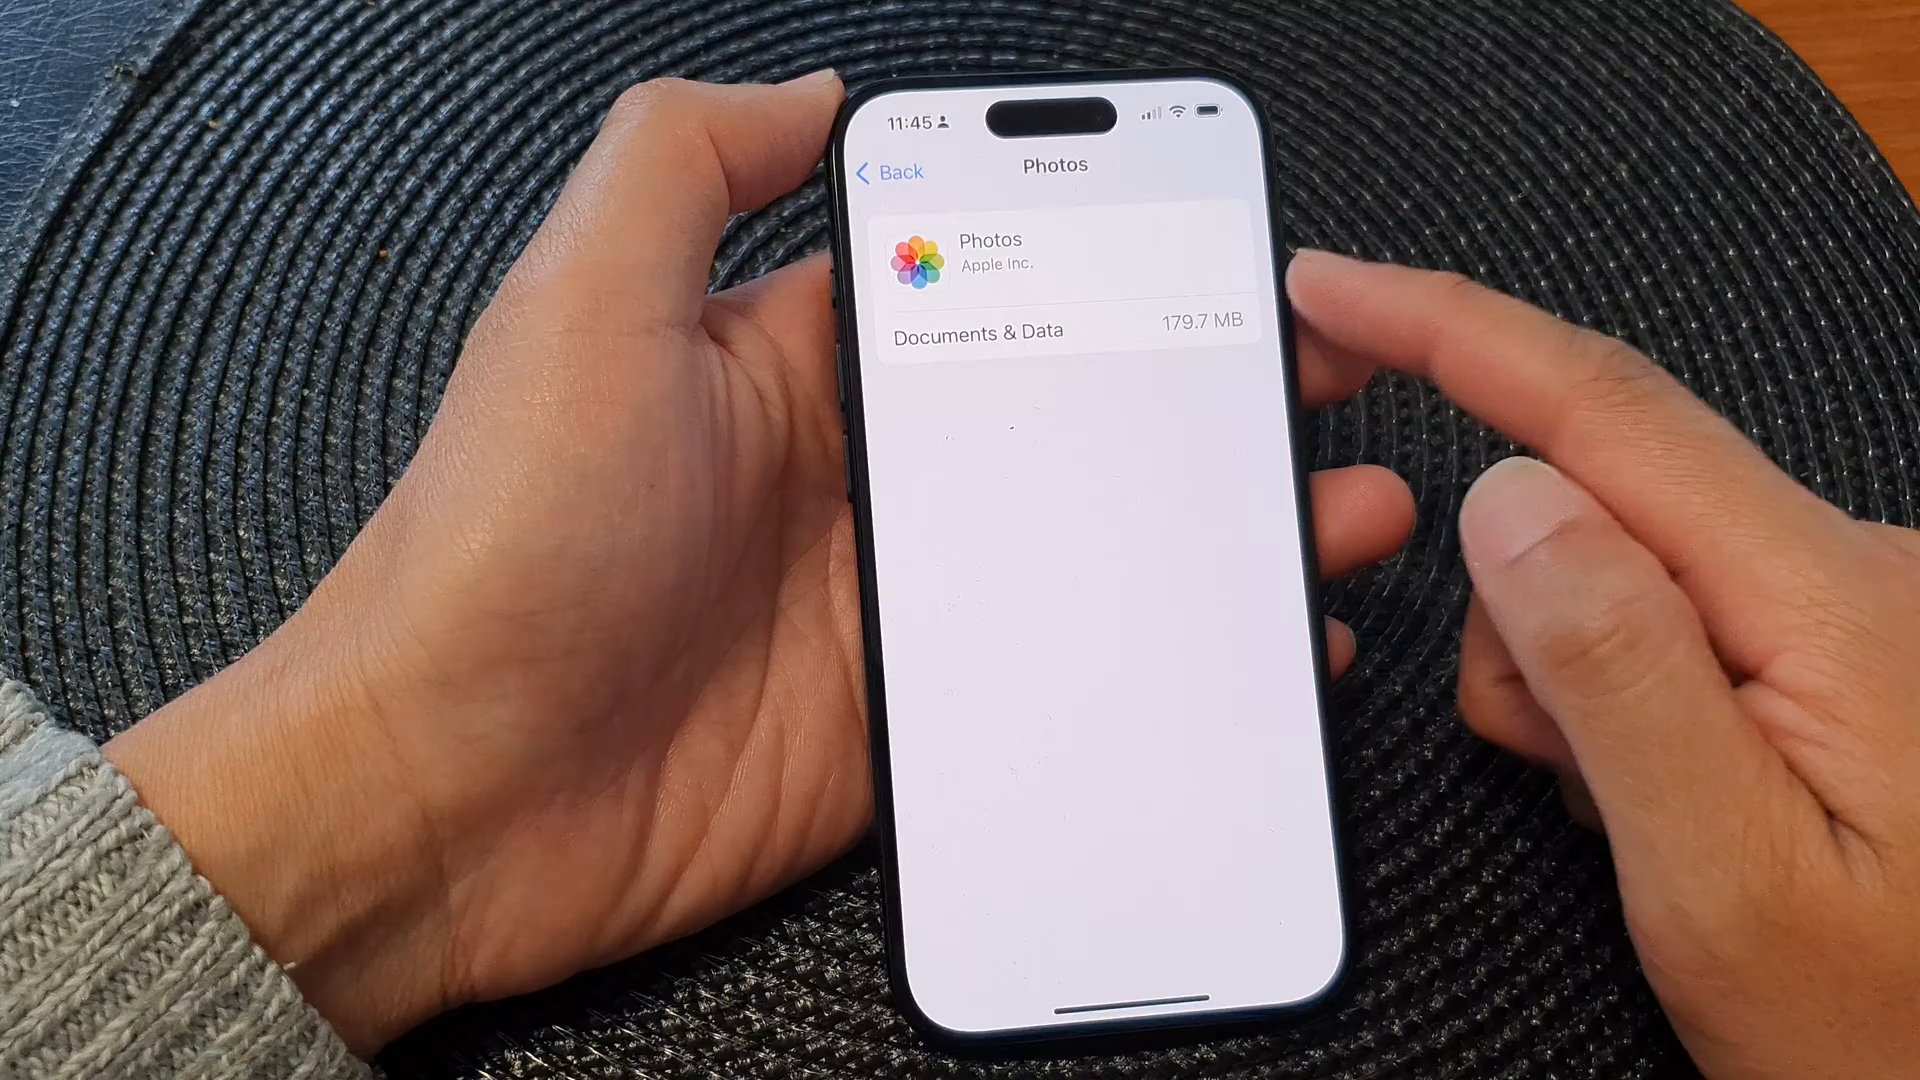 11:45
Back
Photos
Photos
Apple Inc.
Documents & Data
179.7 MB